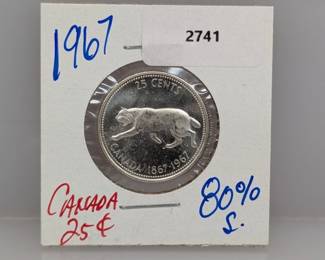 1967
2741
25 CENTS
CANADA 1867-1967
CANADA
25¢
80%
S.